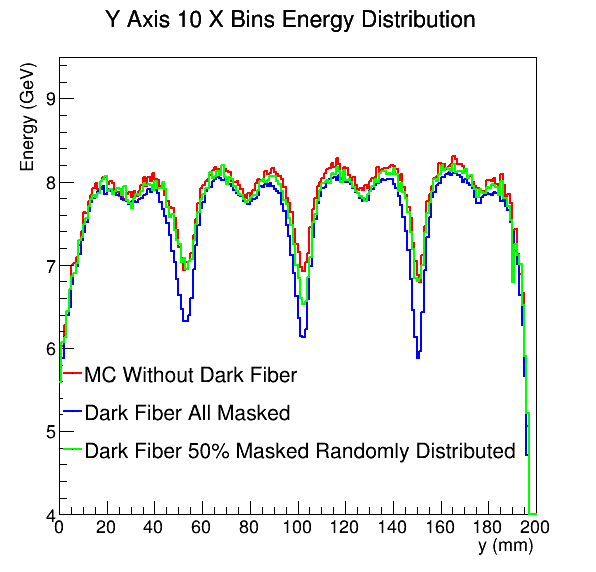 Y Axis 10 X Bins Energy Distribution
Energy (GeV)
9
8
7
6
5
4
MC Without Dark Fiber
Dark Fiber All Masked
Dark Fiber 50% Masked Randomly Distributed
0 20 40 60 80 100 120 140 160 180 200
y (mm)